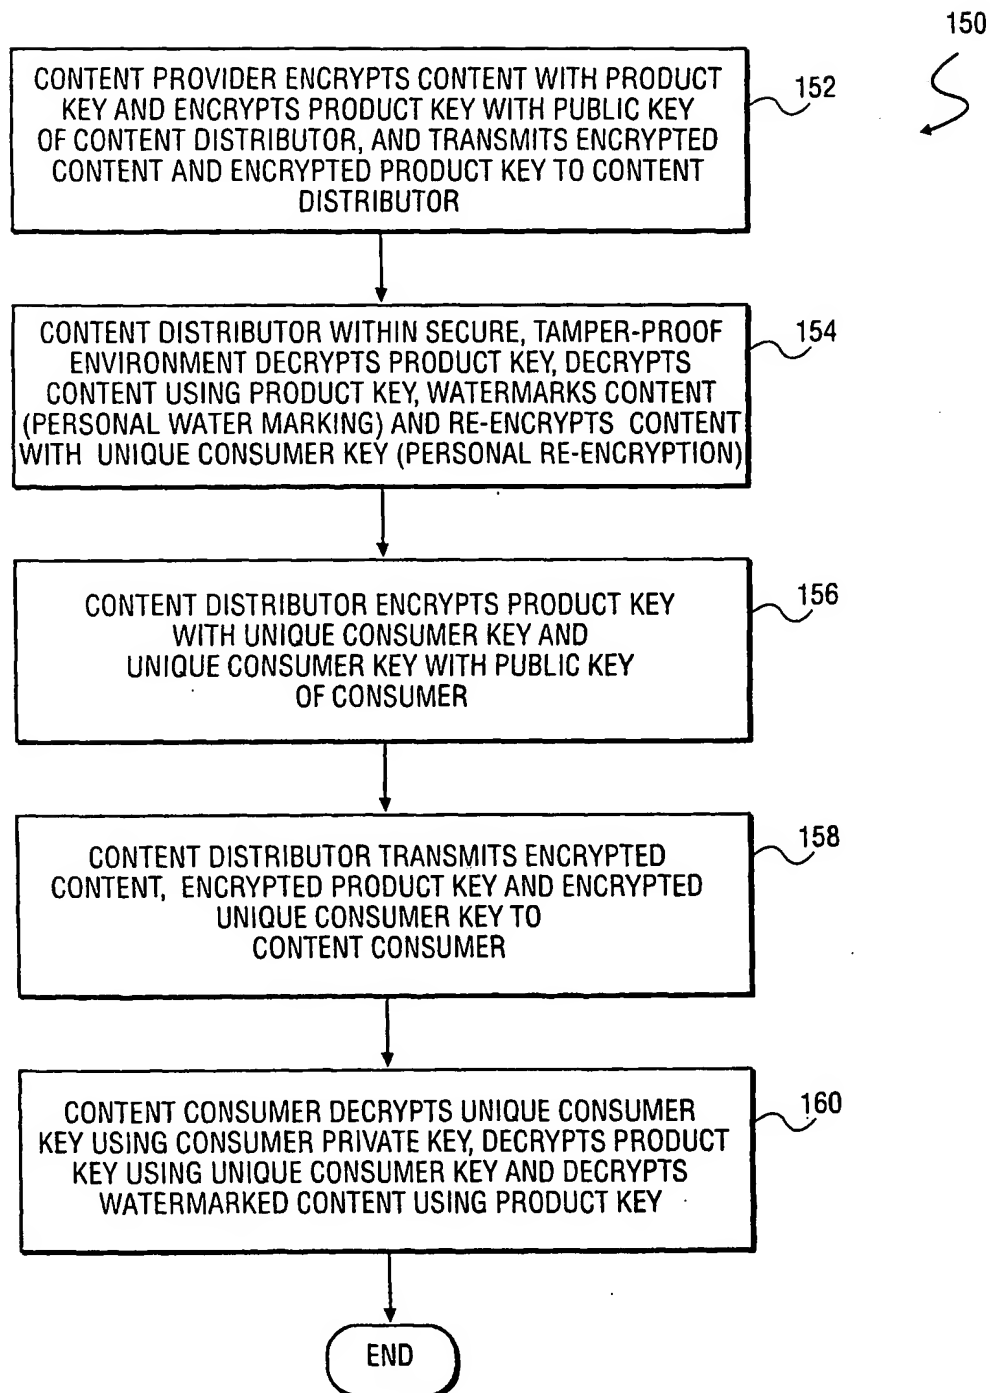 150
CONTENT PROVIDER ENCRYPTS CONTENT WITH PRODUCT
KEY AND ENCRYPTS PRODUCT KEY WITH PUBLIC KEY
OF CONTENT DISTRIBUTOR, AND TRANSMITS ENCRYPTED
CONTENT AND ENCRYPTED PRODUCT KEY TO CONTENT
DISTRIBUTOR
152
CONTENT DISTRIBUTOR WITHIN SECURE, TAMPER-PROOF
ENVIRONMENT DECRYPTS PRODUCT KEY, DECRYPTS
CONTENT USING PRODUCT KEY, WATERMARKS CONTENT
(PERSONAL WATER MARKING) AND RE-ENCRYPTS CONTENT
WITH UNIQUE CONSUMER KEY (PERSONAL RE-ENCRYPTION)
154
CONTENT DISTRIBUTOR ENCRYPTS PRODUCT KEY
WITH UNIQUE CONSUMER KEY AND
UNIQUE CONSUMER KEY WITH PUBLIC KEY
OF CONSUMER
156
CONTENT DISTRIBUTOR TRANSMITS ENCRYPTED
CONTENT, ENCRYPTED PRODUCT KEY AND ENCRYPTED
UNIQUE CONSUMER KEY TO
CONTENT CONSUMER
158
CONTENT CONSUMER DECRYPTS UNIQUE CONSUMER
KEY USING CONSUMER PRIVATE KEY, DECRYPTS PRODUCT
KEY USING UNIQUE CONSUMER KEY AND DECRYPTS
WATERMARKED CONTENT USING PRODUCT KEY
160
END